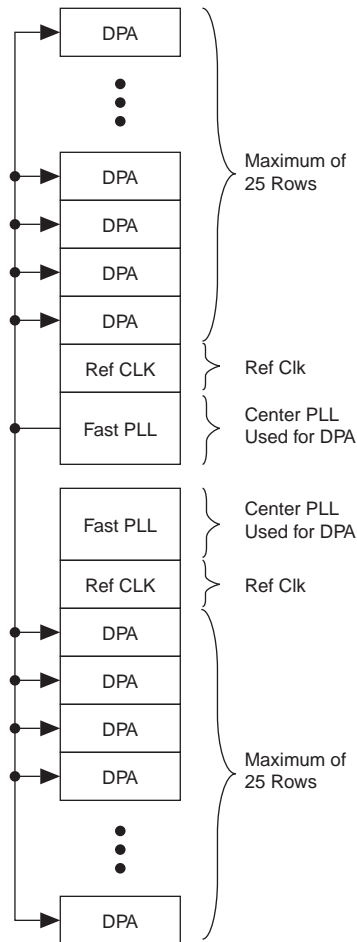 DPA
DPA
DPA
DPA
DPA
Maximum of
25 Rows
Ref CLK
Ref Clk
Fast PLL
Center PLL
Used for DPA
Fast PLL
Center PLL
Used for DPA
Ref CLK
Ref Clk
DPA
DPA
DPA
DPA
Maximum of
25 Rows
DPA